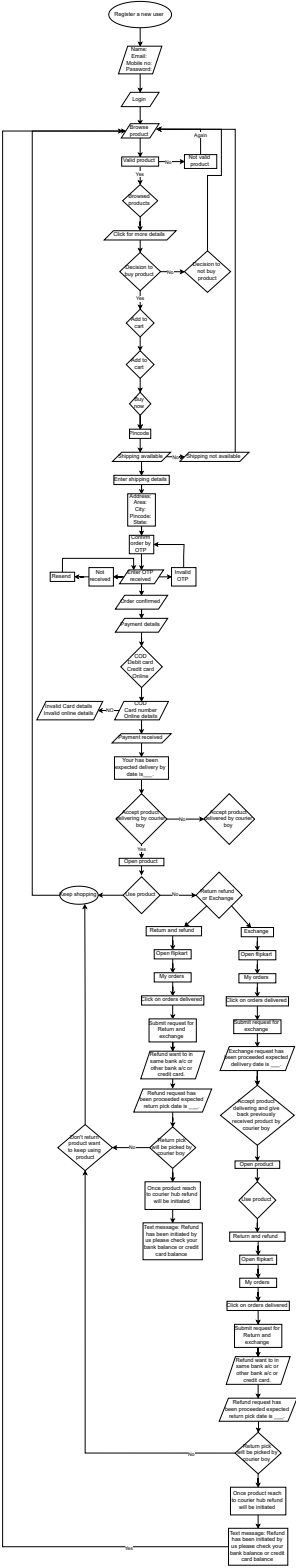 Register a new user
Name:
Email:
Mobile no:
Password:
Login
Browse
product
Again
Valid product
No
Not valid
product
Yes
Browsed
products
Click for more details
Decision to
buy product
No
Decision to
not buy
product
Yes
Add to
cart
Add to
cart
Buy
now
Pincode
Shipping available
No
Shipping not available
Enter shipping details
Address:
Area:
City:
Pincode:
State:
Confirm
order by
OTP
Resend
Not
received
Enter OTP
received
Invalid
OTP
Order confirmed
Payment details
COD
Debit card
Credit card
Online
Invalid Card details
Invalid online details
NO
COD
Card number
Online details
Payment received
Your has been
expected delivery by
date is___.
Accept product
delivering by courier
boy
No
Accept product
delivered by courier
boy
Yes
Open product
Keep shopping
Use product
No
Return refund
or Exchange
Return and refund
Exchange
Open flipkart
Open flipkart
My orders
My orders
Click on orders delivered
Click on orders delivered
Submit request for
Return and
exchange
Submit request for
exchange
Refund want to in
same bank a/c or
other bank a/c or
credit card.
Exchange request has
been proceeded expected
delivery date is ___.
Refund request has
been proceeded expected
return pick date is ___.
Accept product
delivering and give
back previously
received product by
courier boy
Don't return
product want
to keep using
product
No
Return pick
will be picked by
courier boy
Open product
Once product reach
to courier hub refund
will be initiated
Use product
Text message: Refund
has been initiated by
us please check your
bank balance or credit
card balance
Return and refund
Open flipkart
My orders
Click on orders delivered
Submit request for
Return and
exchange
Refund want to in
same bank a/c or
other bank a/c or
credit card.
Refund request has
been proceeded expected
return pick date is ___.
No
Return pick
will be picked by
courier boy
Once product reach
to courier hub refund
will be initiated
Yes
Text message: Refund
has been initiated by
us please check your
bank balance or credit
card balance